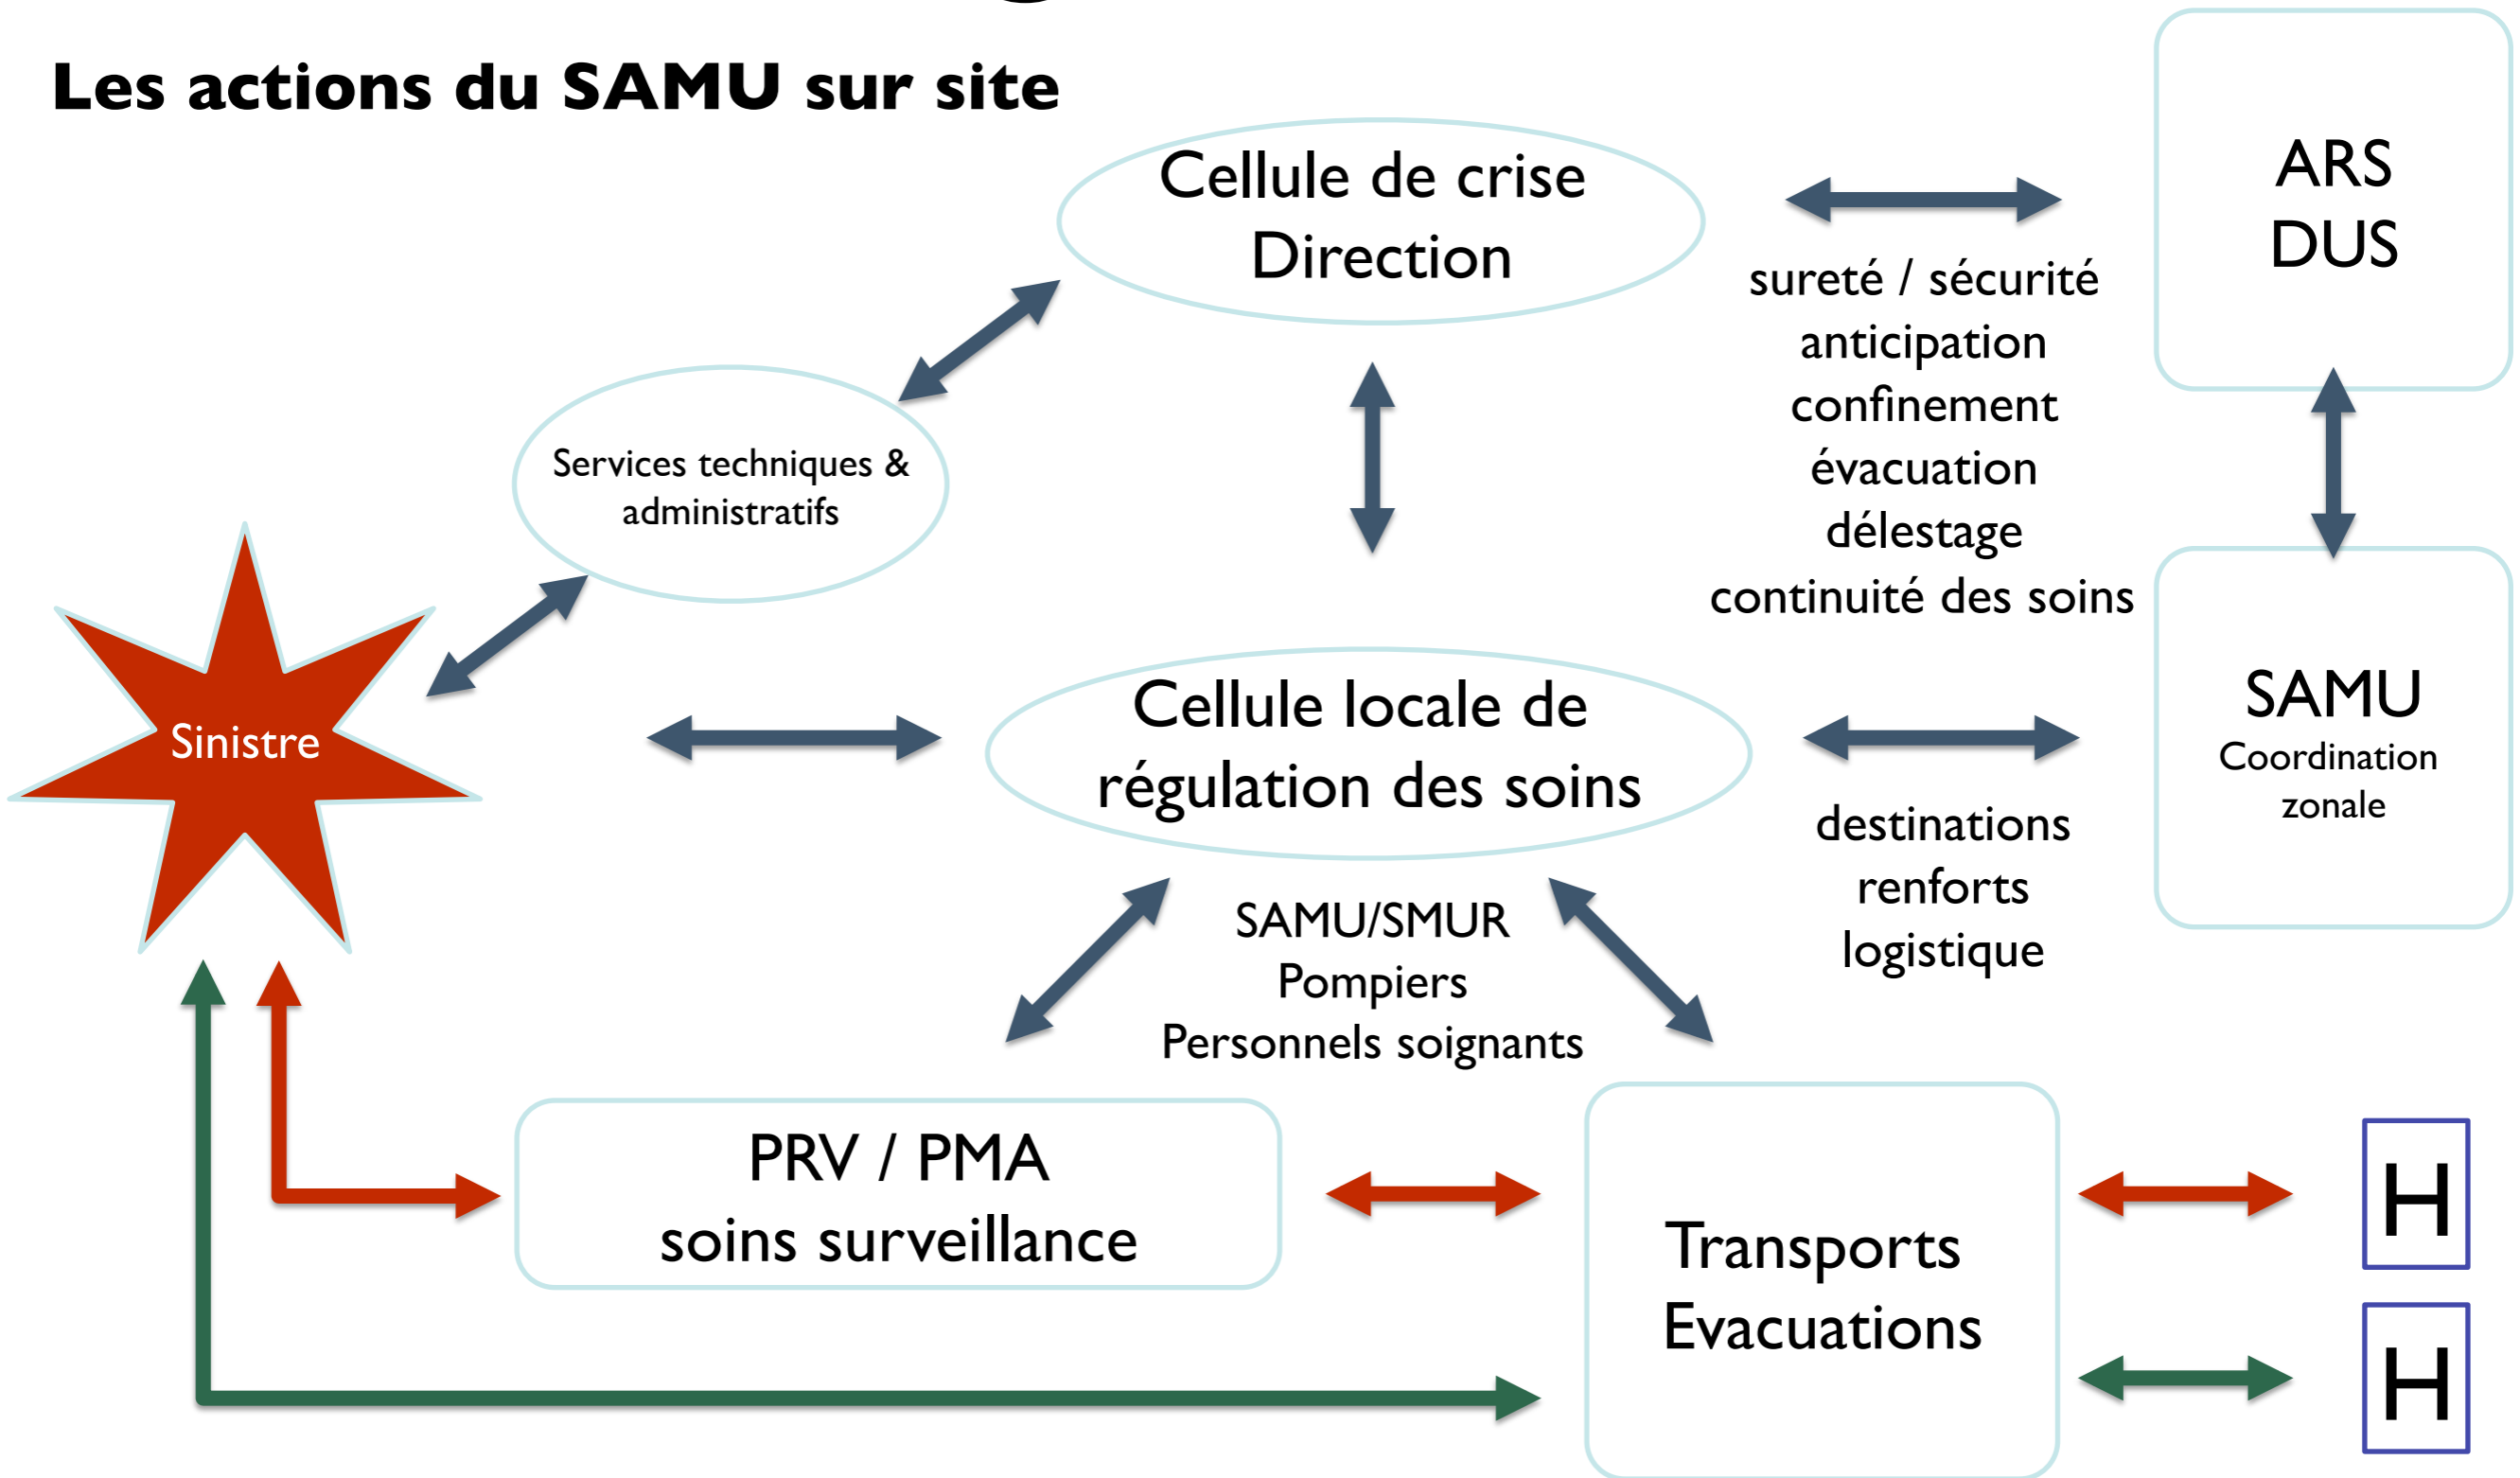 Les actions du SAMU sur site
Cellule de crise
Direction
ARS
DUS
sureté / sécurité
anticipation
confinement
évacuation
délestage
continuité des soins
Services techniques &
administratifs
Sinistre
Cellule locale de
régulation des soins
SAMU
Coordination
zonale
destinations
renforts
logistique
SAMU/SMUR
Pompiers
Personnels soignants
PRV / PMA
soins surveillance
Transports
Evacuations
H
H